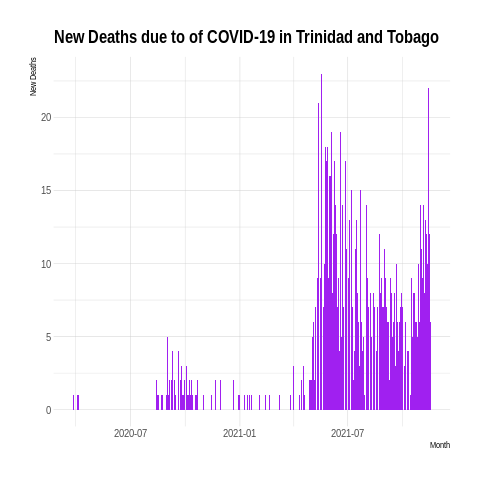 New Deaths due to of COVID-19 in Trinidad and Tobago
New Deaths
20
15
10
5
0
2020-07 2021-01 2021-07
Month